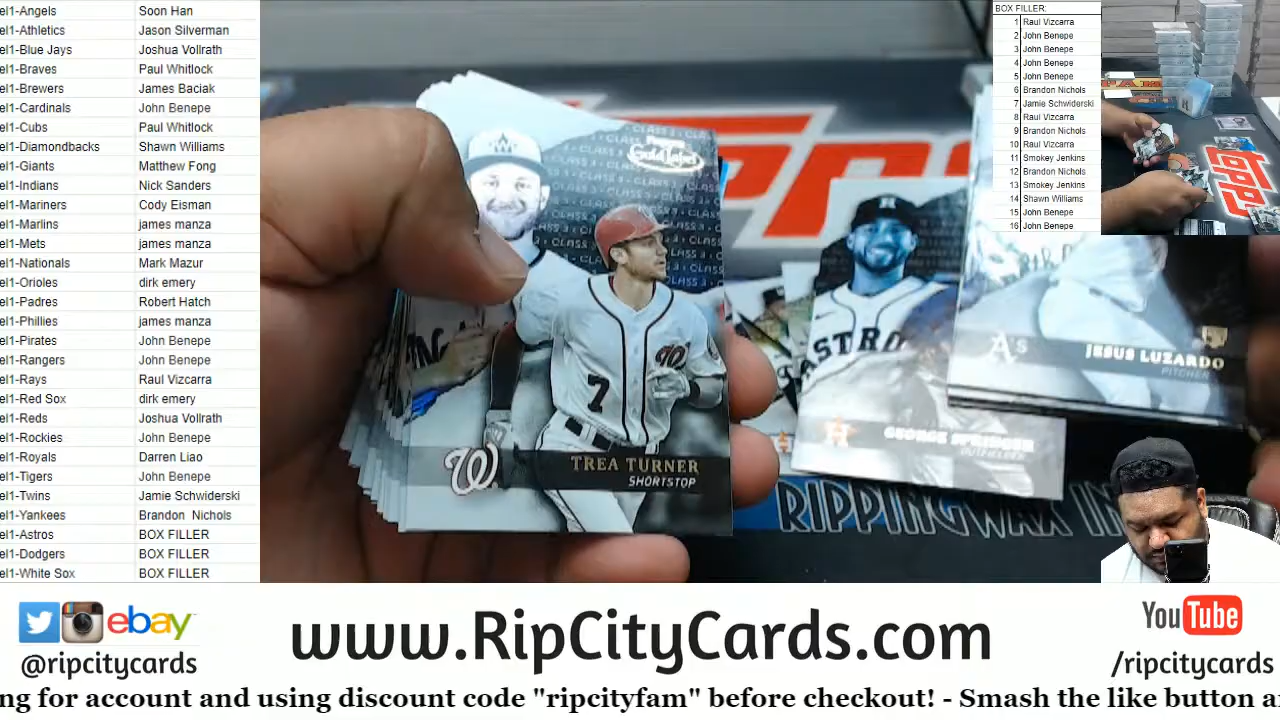 el1-Angels Soon Han
el1-Athletics Jason Silverman
el1-Blue Jays Joshua Vollrath
el1-Braves Paul Whitlock
el1-Brewers James Baciak
el1-Cardinals John Benepe
el1-Cubs Paul Whitlock
el1-Diamondbacks Shawn Williams
el1-Giants Matthew Fong
el1-Indians Nick Sanders
el1-Mariners Cody Eisman
el1-Marlins james manza
el1-Mets james manza
el1-Nationals Mark Mazur
el1-Orioles dirk emery
el1-Padres Robert Hatch
el1-Phillies james manza
el1-Pirates John Benepe
el1-Rangers John Benepe
el1-Rays Raul Vizcarra
el1-Red Sox dirk emery
el1-Reds Joshua Vollrath
el1-Rockies John Benepe
el1-Royals Darren Liao
el1-Tigers John Benepe
el1-Twins Jamie Schwiderski
el1-Yankees Brandon Nichols
el1-Astros BOX FILLER
el1-Dodgers BOX FILLER
el1-White Sox BOX FILLER
Gold Label
CLASS 3
7
W
TREA TURNER
SHORTSTOP
ASTRO
GEORGE SPRINGER
OUTFIELDER
A's
JESUS LUZARDO
PITCHER
RIPPINGWAX IN
BOX FILLER:
1 Raul Vizcarra
2 John Benepe
3 John Benepe
4 John Benepe
5 John Benepe
6 Brandon Nichols
7 Jamie Schwiderski
8 Raul Vizcarra
9 Brandon Nichols
10 Raul Vizcarra
11 Smokey Jenkins
12 Brandon Nichols
13 Smokey Jenkins
14 Shawn Williams
15 John Benepe
16 John Benepe
topps
ebay
@ripcitycards
www.RipCityCards.com
YouTube
/ripcitycards
ng for account and using discount code "ripcityfam" before checkout! - Smash the like button a